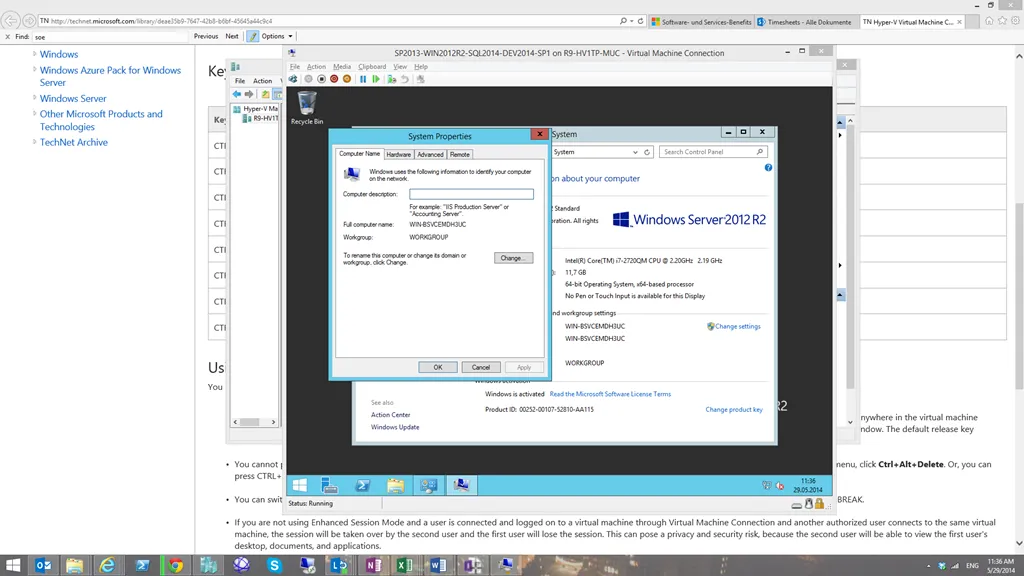 TN http://technet.microsoft.com/library/deae35b9-7647-42b8-b6bf-45645a44c9c4
Software- und Services-Benefits
Timesheets - Alle Dokumente
TN Hyper-V Virtual Machine C...
Find: soe
Previous Next Options
Windows
Windows Azure Pack for Windows
Server
Windows Server
Other Microsoft Products and
Technologies
TechNet Archive
File Action
Hyper-V Ma
R9-HV1T
SP2013-WIN2012R2-SQL2014-DEV2014-SP1 on R9-HV1TP-MUC - Virtual Machine Connection
File Action Media Clipboard View Help
Recycle Bin
System Properties
Computer Name Hardware Advanced Remote
Windows uses the following information to identify your computer
on the network.
Computer description:
For example: "IIS Production Server" or
"Accounting Server".
Full computer name: WIN-BSVCEMDH3UC
Workgroup: WORKGROUP
To rename this computer or change its domain or
workgroup, click Change.
Change...
OK Cancel Apply
System
System
Search Control Panel
on about your computer
2 Standard
oration. All rights
Windows Server 2012 R2
Intel(R) Core(TM) i7-2720QM CPU @ 2.20GHz 2.19 GHz
11,7 GB
64-bit Operating System, x64-based processor
No Pen or Touch Input is available for this Display
nd workgroup settings
WIN-BSVCEMDH3UC
Change settings
WIN-BSVCEMDH3UC
WORKGROUP
Windows is activated Read the Microsoft Software License Terms
Product ID: 00252-00107-52810-AA115
Change product key
See also
Action Center
Windows Update
R2
11:36
29.05.2014
Status: Running
nywhere in the virtual machine
ndow. The default release key
You cannot
enu, click Ctrl+Alt+Delete. Or, you can
press CTRL+
You can swit
BREAK.
If you are not using Enhanced Session Mode and a user is connected and logged on to a virtual machine through Virtual Machine Connection and another authorized user connects to the same virtual
machine, the session will be taken over by the second user and the first user will lose the session. This can pose a privacy and security risk, because the second user will be able to view the first user's
desktop, documents, and applications.
ENG
11:36 AM
5/29/2014